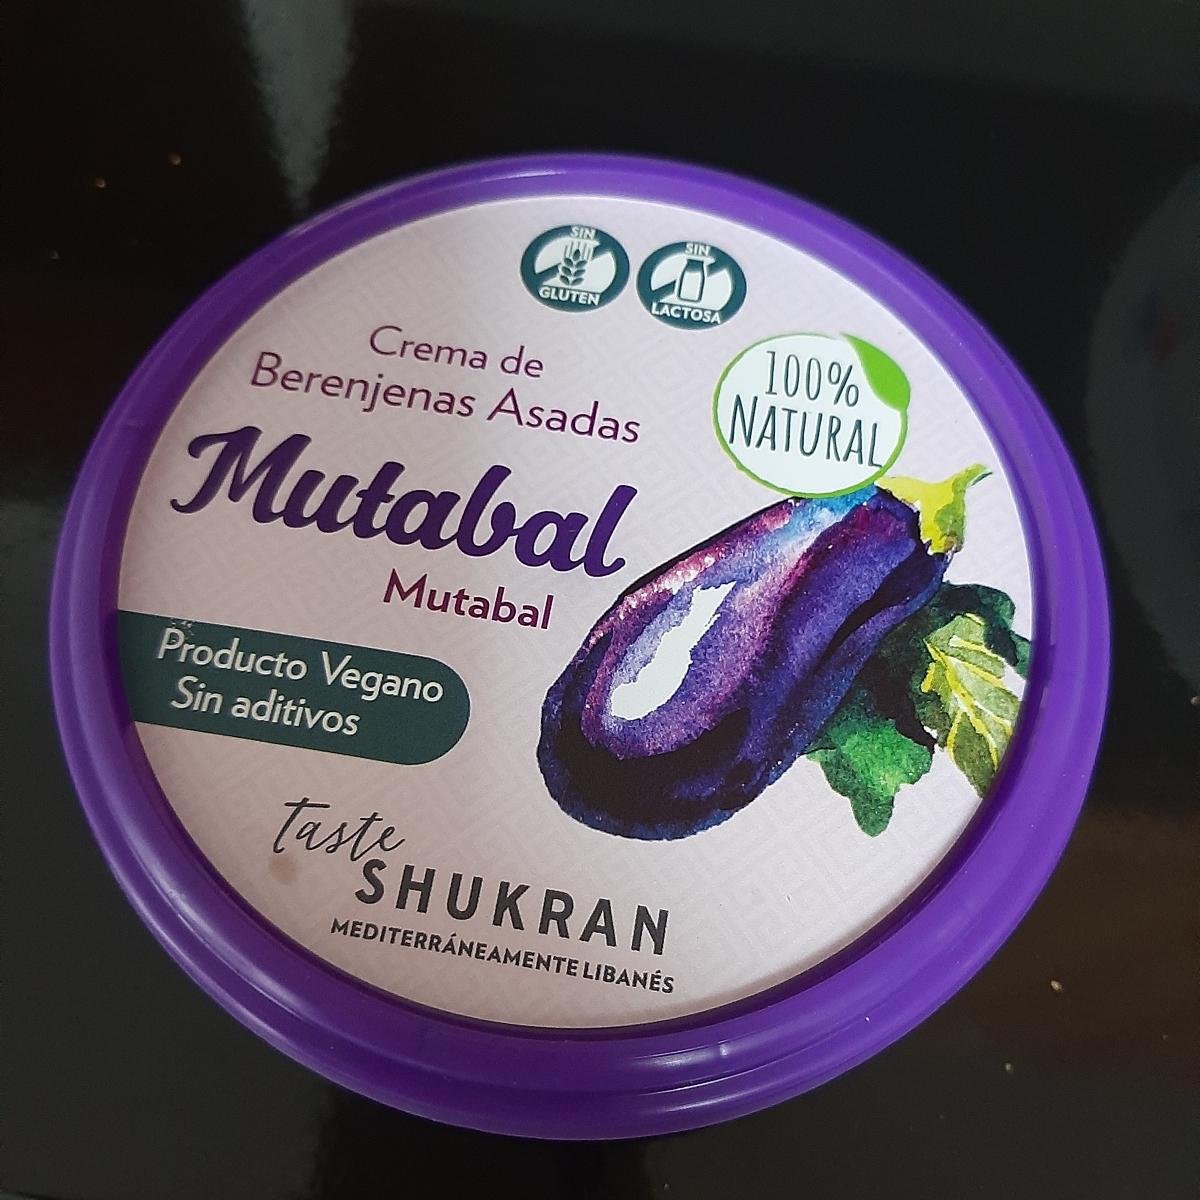 SIN
GLUTEN
SIN
LACTOSA
100%
NATURAL
Crema de
Berenjenas Asadas
Mutabal
Mutabal
Producto Vegano
Sin aditivos
Taste
SHUKRAN
MEDITERRÁNEAMENTE LIBANÉS